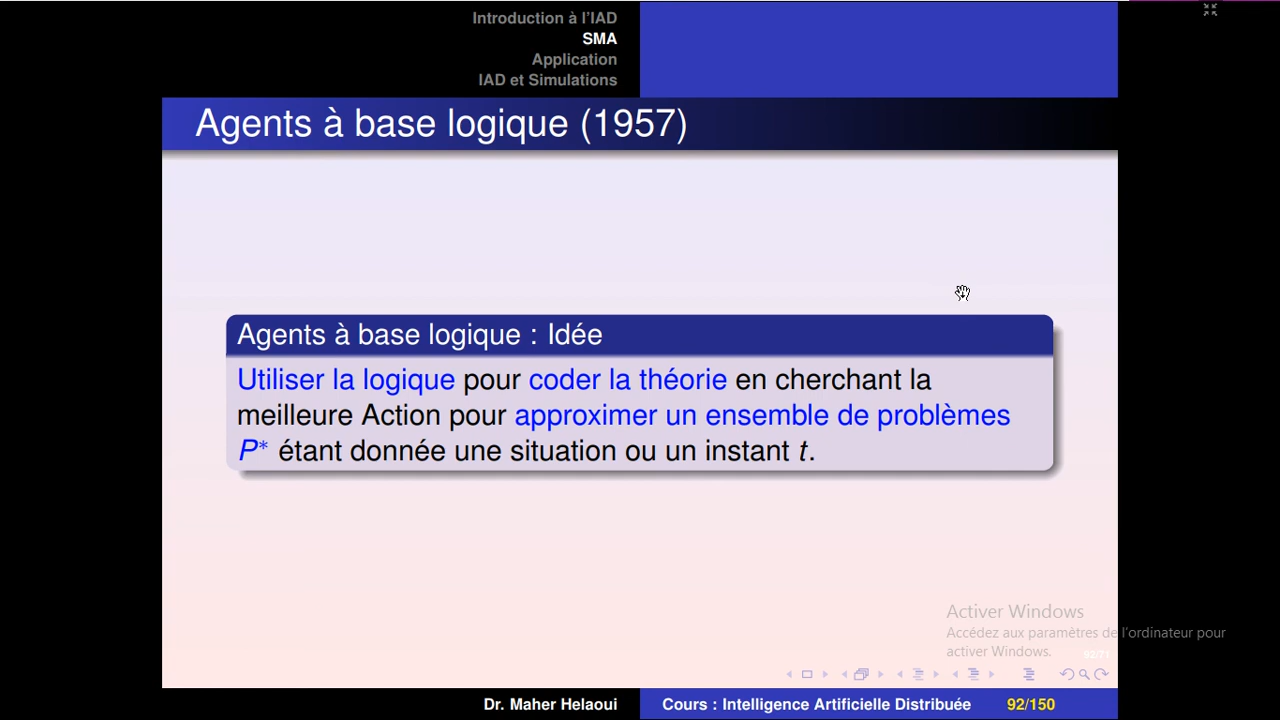 Introduction à l'IAD
SMA
Application
IAD et Simulations
Agents à base logique (1957)
Agents à base logique : Idée
Utiliser la logique pour coder la théorie en cherchant la
meilleure Action pour approximer un ensemble de problèmes
P* étant donnée une situation ou un instant t.
Activer Windows
Accédez aux paramètres de l'ordinateur pour
activer Windows.
Dr. Maher Helaoui
Cours : Intelligence Artificielle Distribuée
92/150